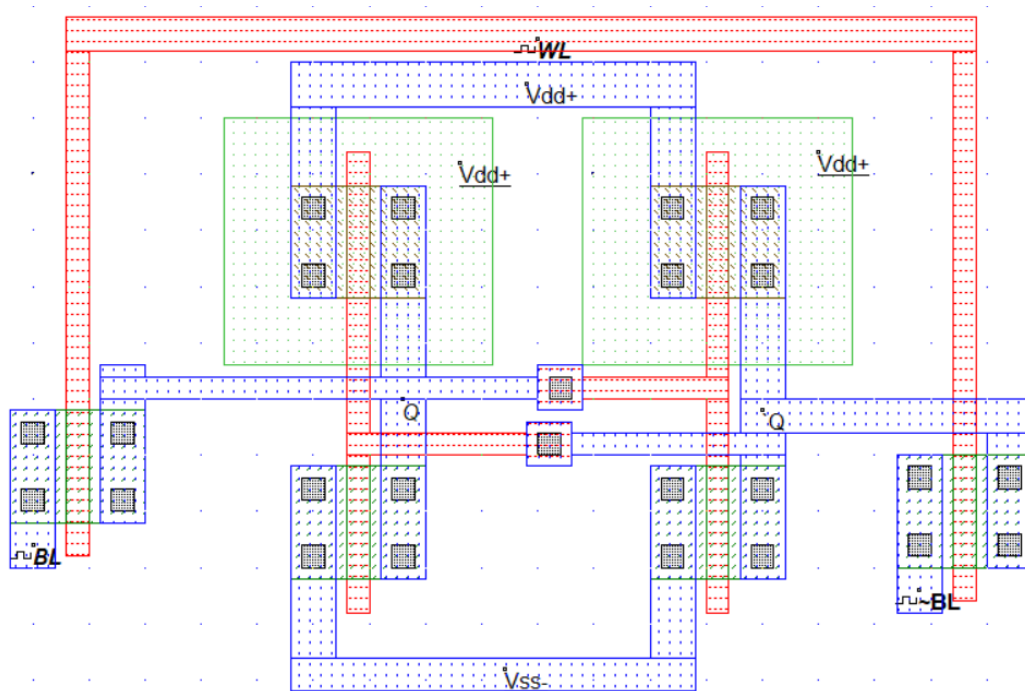 WL
Vdd+
Vdd+
Vdd+
Q
~Q
BL
~BL
Vss-